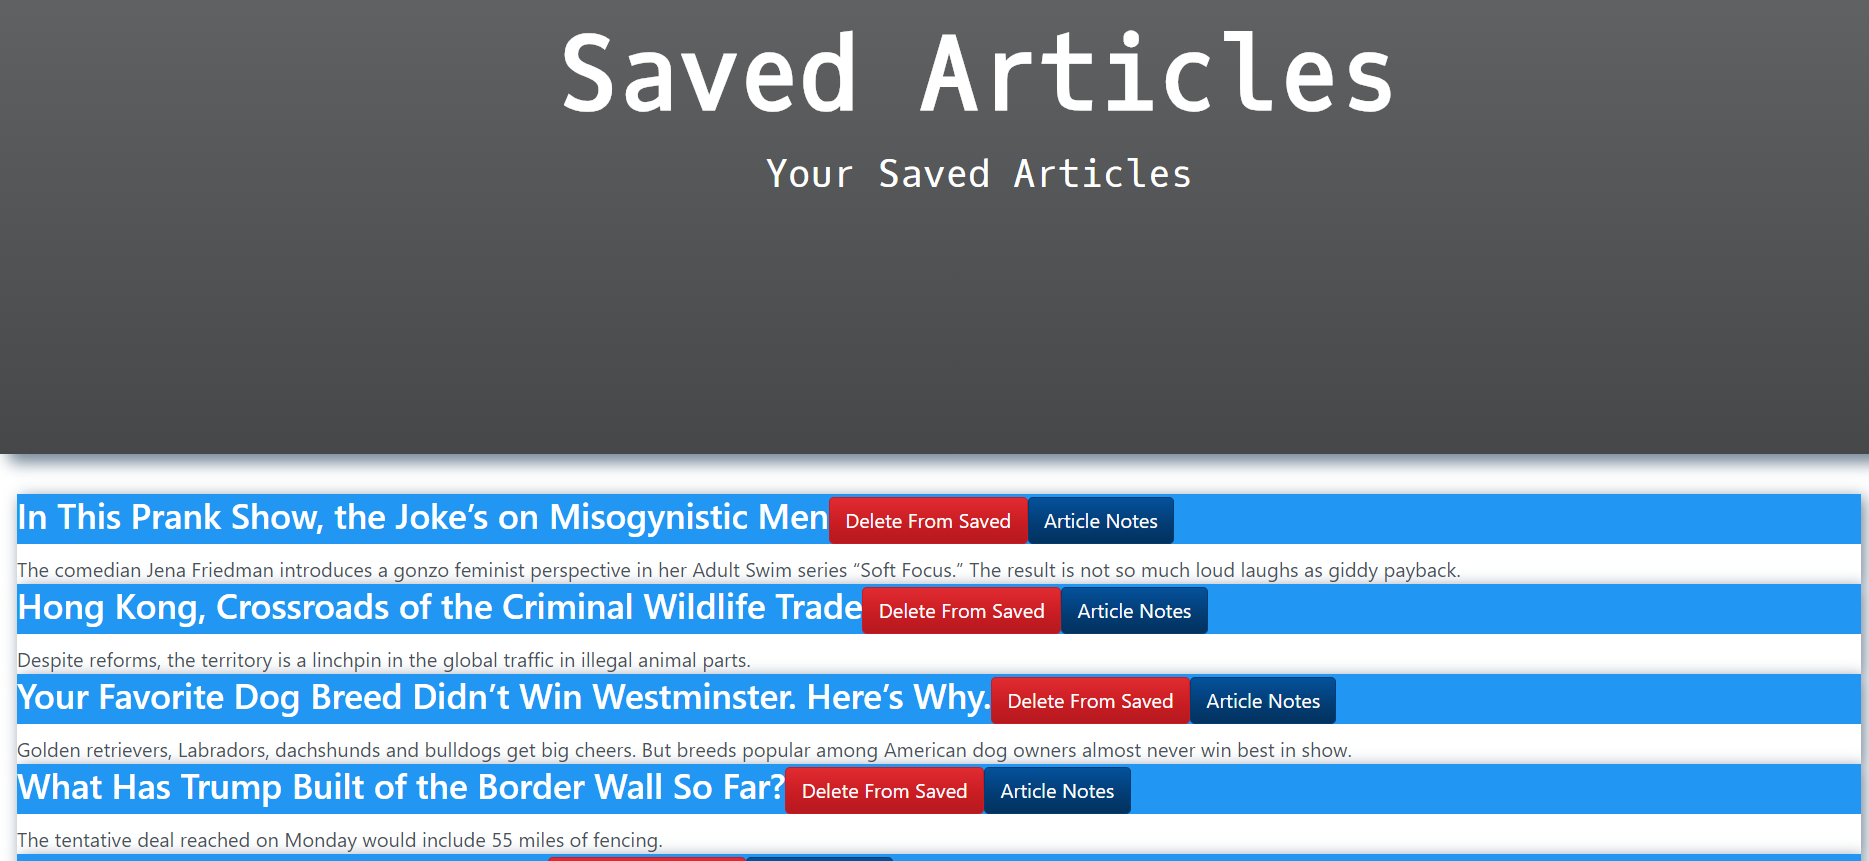 Saved Articles
Your Saved Articles
In This Prank Show, the Joke’s on Misogynistic Men Delete From Saved Article Notes
The comedian Jena Friedman introduces a gonzo feminist perspective in her Adult Swim series “Soft Focus.” The result is not so much loud laughs as giddy payback.
Hong Kong, Crossroads of the Criminal Wildlife Trade Delete From Saved Article Notes
Despite reforms, the territory is a linchpin in the global traffic in illegal animal parts.
Your Favorite Dog Breed Didn’t Win Westminster. Here’s Why. Delete From Saved Article Notes
Golden retrievers, Labradors, dachshunds and bulldogs get big cheers. But breeds popular among American dog owners almost never win best in show.
What Has Trump Built of the Border Wall So Far? Delete From Saved Article Notes
The tentative deal reached on Monday would include 55 miles of fencing.